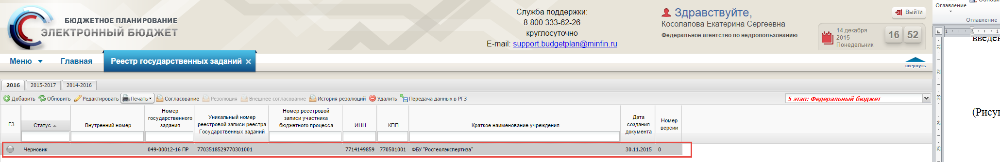 БЮДЖЕТНОЕ ПЛАНИРОВАНИЕ
ЭЛЕКТРОННЫЙ БЮДЖЕТ
Служба поддержки:
8 800 333-62-26
круглосуточно
E-mail: support.budgetplan@minfin.ru
Здравствуйте,
Косолапова Екатерина Сергеевна
Федеральное агентство по недропользованию
Выйти
14 декабря
2015
Понедельник
16 52
Оглавление
Оглавление
Меню Главная Реестр государственных заданий
свернуть
2016 2015-2017 2014-2016
Добавить Обновить Редактировать Печать Согласование Резолюция Внешнее согласование История резолюций Удалить Передача данных в РГЗ
5 этап: Федеральный бюджет
ГЗ
Статус
Внутренний номер
Номер
государственного
задания
Уникальный номер
реестровой записи реестра
Государственных заданий
Номер реестровой
записи участника
бюджетного процесса
ИНН
КПП
Краткое наименование учреждения
Дата
создания
документа
Номер
версии
Черновик 049-00012-16 ПР 7703518529770301001 7714149859 770501001 ФБУ "Росгеолэкспертиза" 30.11.2015 0
(Рисун